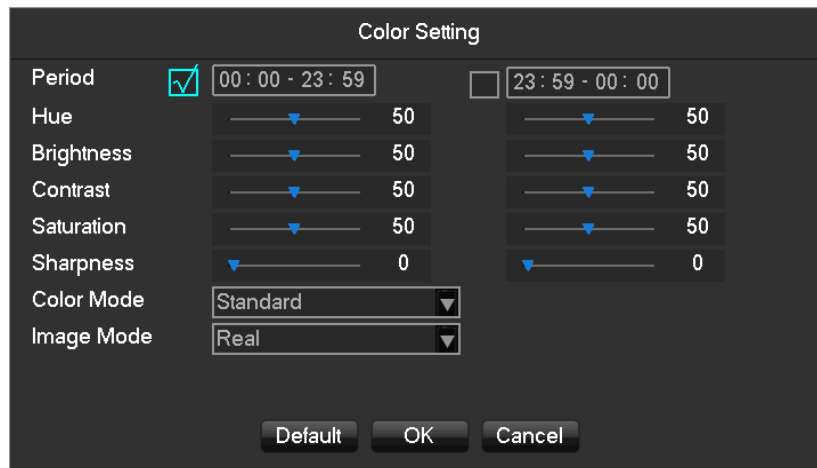 Color Setting
Period 00:00 - 23:59 23:59 - 00:00
Hue 50 50
Brightness 50 50
Contrast 50 50
Saturation 50 50
Sharpness 0 0
Color Mode Standard
Image Mode Real
Default OK Cancel